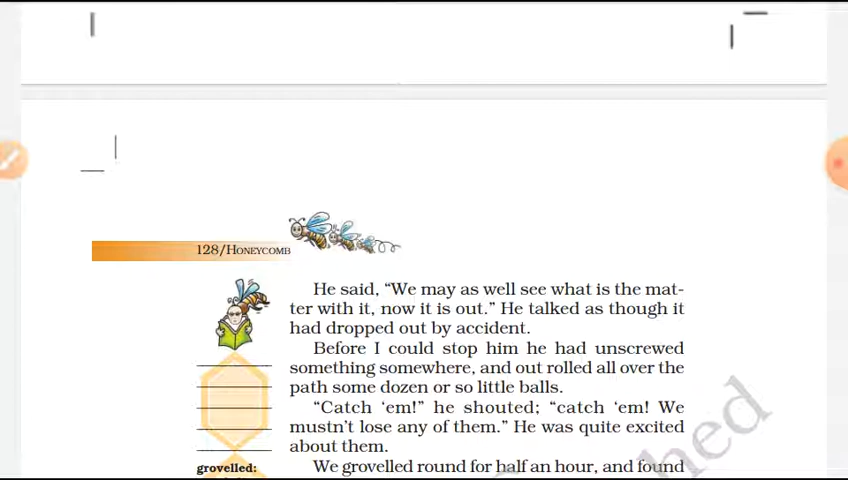 128/HONEYCOMB
He said, “We may as well see what is the mat-
ter with it, now it is out.” He talked as though it
had dropped out by accident.
Before I could stop him he had unscrewed
something somewhere, and out rolled all over the
path some dozen or so little balls.
“Catch ‘em!” he shouted; “catch ‘em! We
mustn’t lose any of them.” He was quite excited
about them.
grovelled:
We grovelled round for half an hour, and found
hed